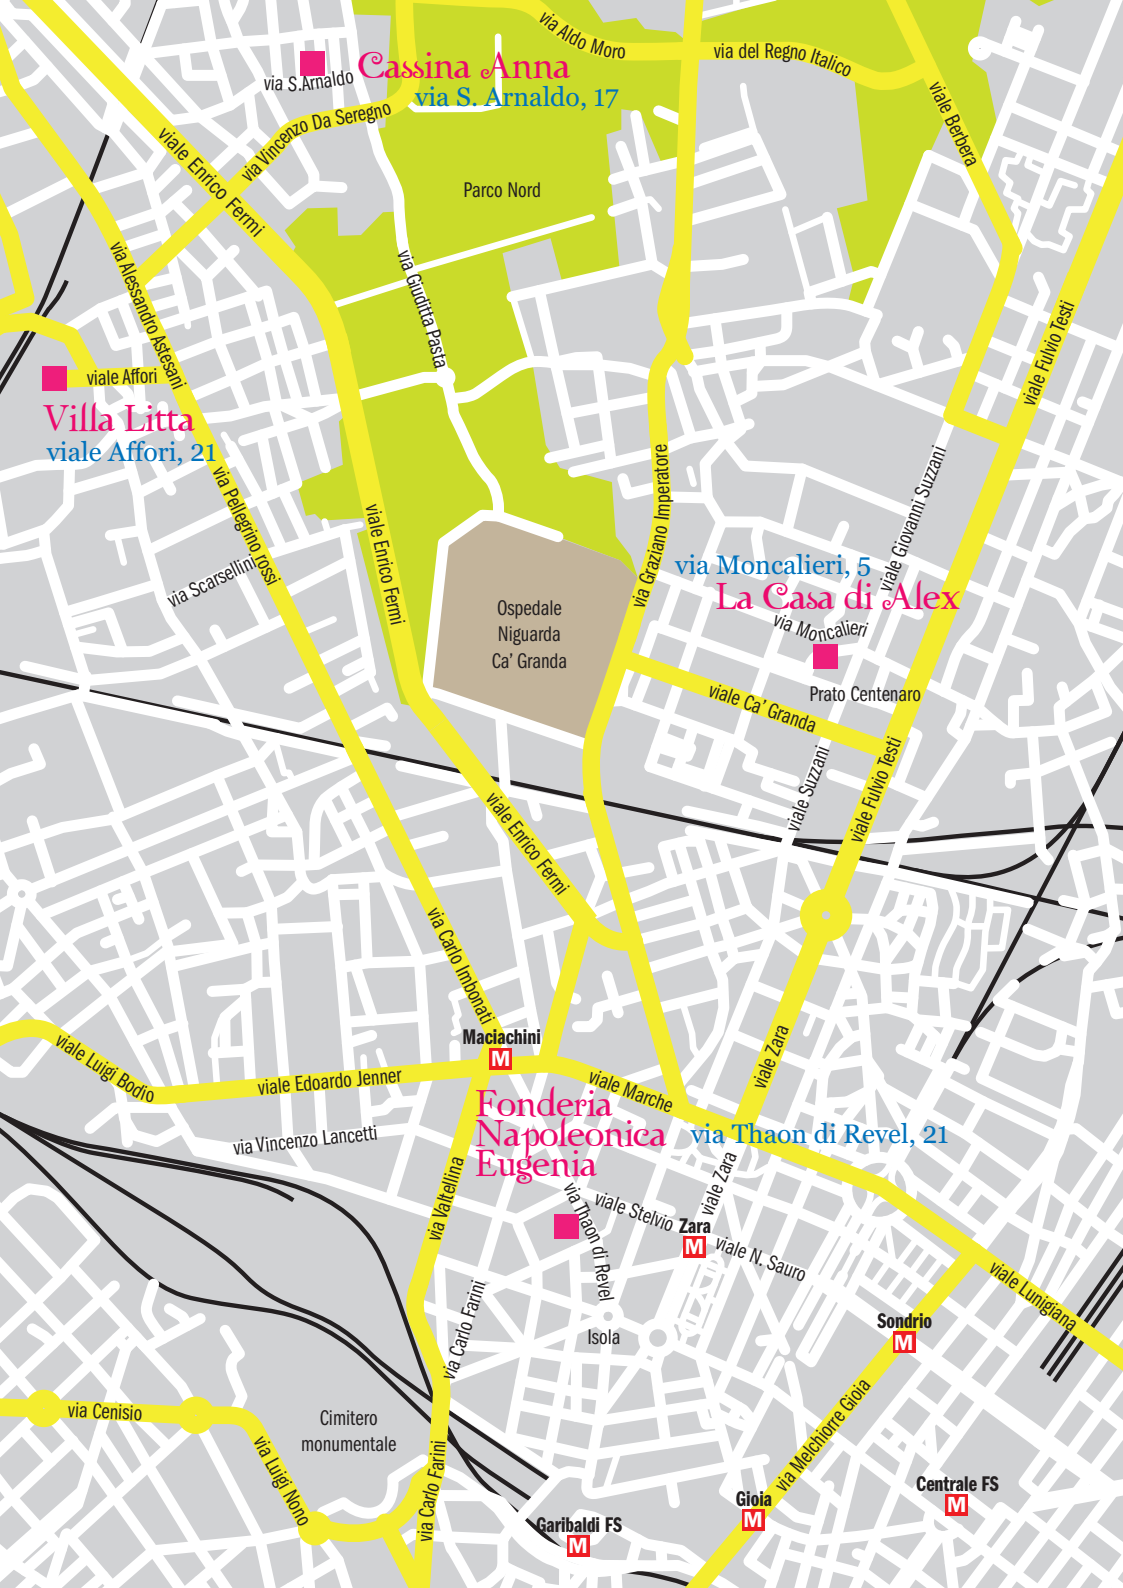 via Aldo Moro
via del Regno Italico
Cassina Anna
via S.Arnaldo
via S. Arnaldo, 17
viale Berbera
via Vincenzo Da Seregno
viale Enrico Fermi
Parco Nord
via Alessandro Astesani
via Giuditta Pasta
viale Fulvio Testi
viale Affori
Villa Litta
viale Affori, 21
via Pellegrino rossi
via Graziano Imperatore
viale Giovanni Suzzani
viale Enrico Fermi
via Scarsellini
via Moncalieri, 5
La Casa di Alex
via Moncalieri
Ospedale
Niguarda
Ca' Granda
Prato Centenaro
viale Ca' Granda
viale Suzzani
viale Fulvio Testi
viale Enrico Fermi
via Carlo Imbonati
Maciachini
M
viale Zara
viale Luigi Bodio
viale Edoardo Jenner
viale Marche
Fonderia
Napoleonica
Eugenia
via Thaon di Revel, 21
via Vincenzo Lancetti
via Valtellina
viale Zara
via Thaon di Revel
viale Stelvio
Zara
M
viale N. Sauro
viale Lunigiana
via Carlo Farini
Isola
Sondrio
M
via Cenisio
Cimitero
monumentale
via Luigi Nono
via Carlo Farini
via Melchiorre Gioia
Centrale FS
M
Gioia
M
Garibaldi FS
M